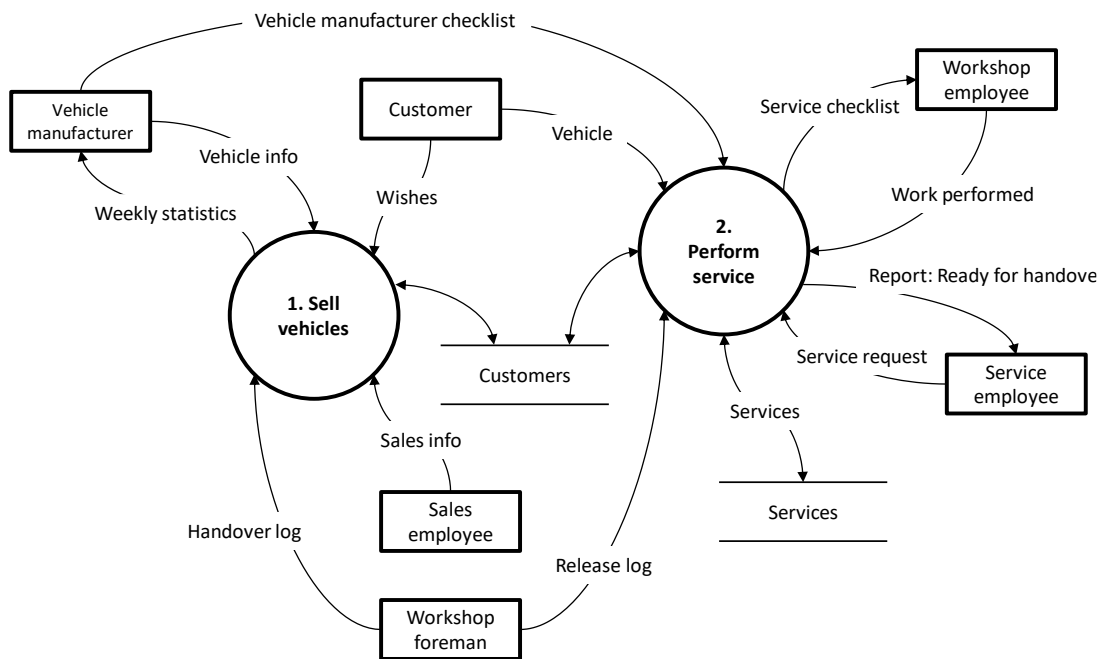 Vehicle manufacturer checklist
Vehicle
manufacturer
Customer
Workshop
employee
Service checklist
Vehicle
Vehicle info
Wishes
Weekly statistics
Work performed
2.
Perform
service
Report: Ready for handove
1. Sell
vehicles
Service request
Customers
Service
employee
Services
Sales info
Sales
employee
Services
Handover log
Release log
Workshop
foreman